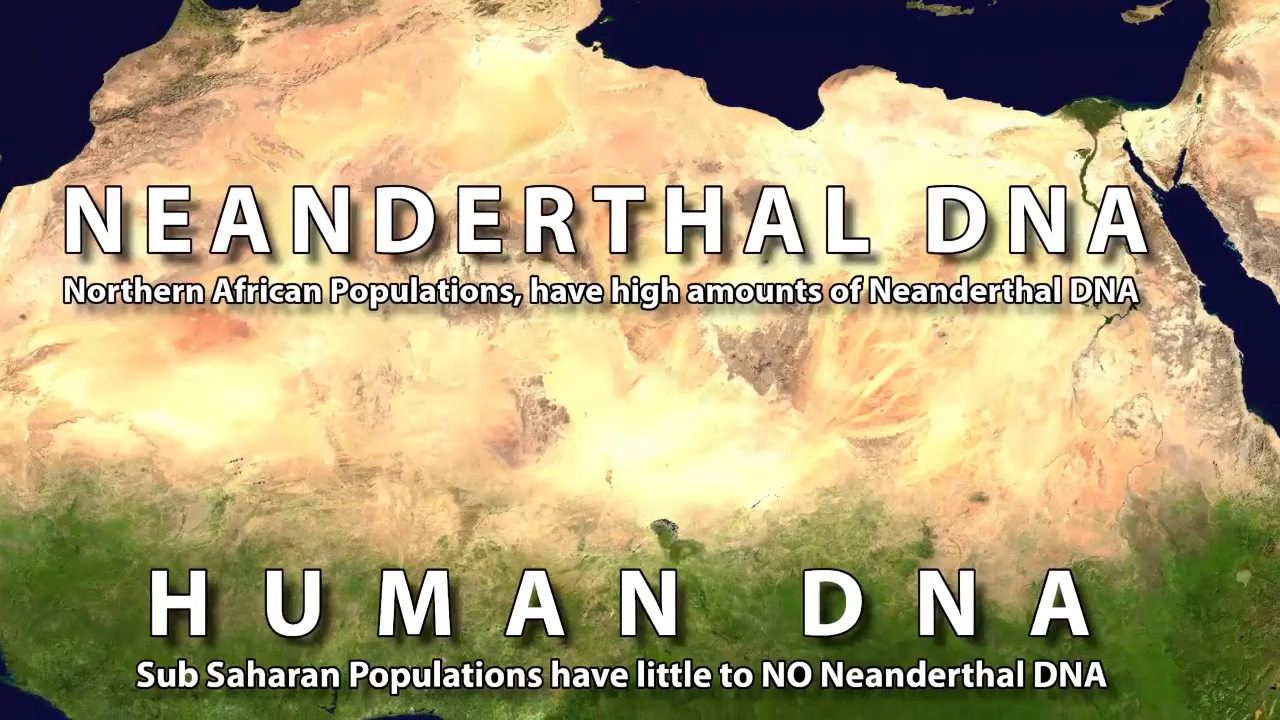 NEANDERTHAL DNA
Northern African Populations, have high amounts of Neanderthal DNA
HUMAN DNA
Sub Saharan Populations have little to NO Neanderthal DNA